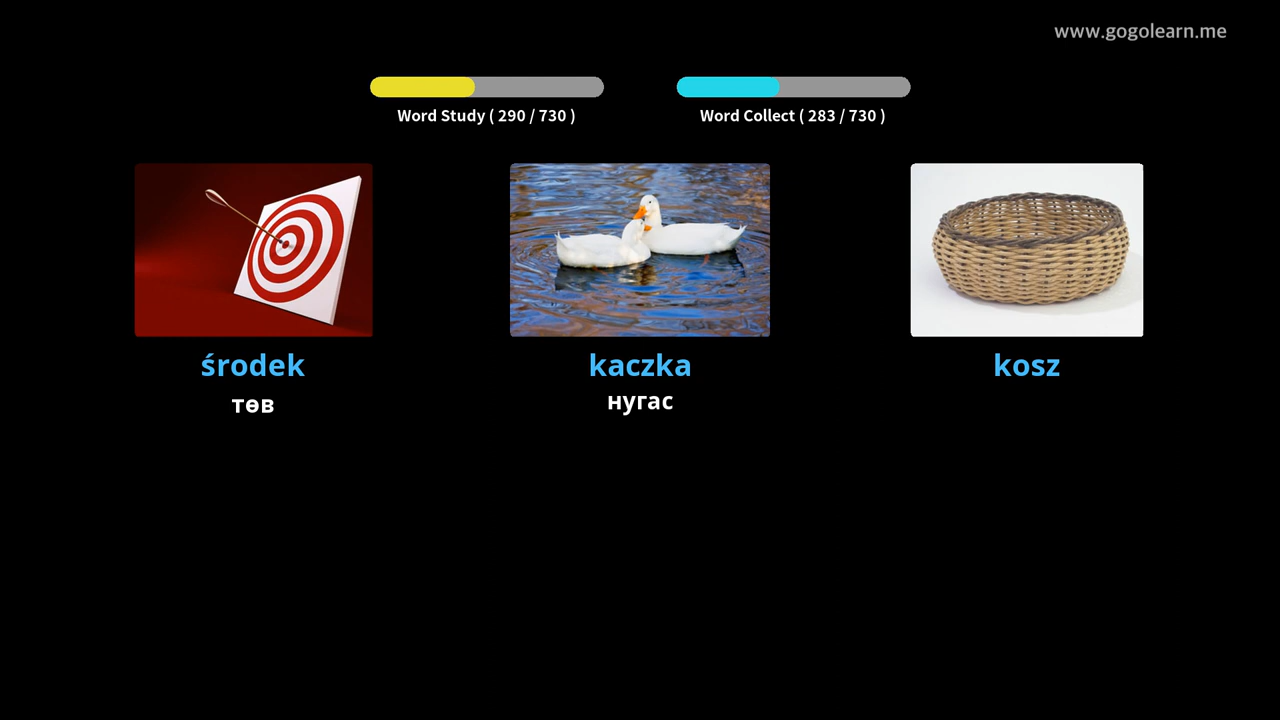 www.gogolearn.me
Word Study ( 290 / 730 )
Word Collect ( 283 / 730 )
środek
kaczka
kosz
төв
нугас